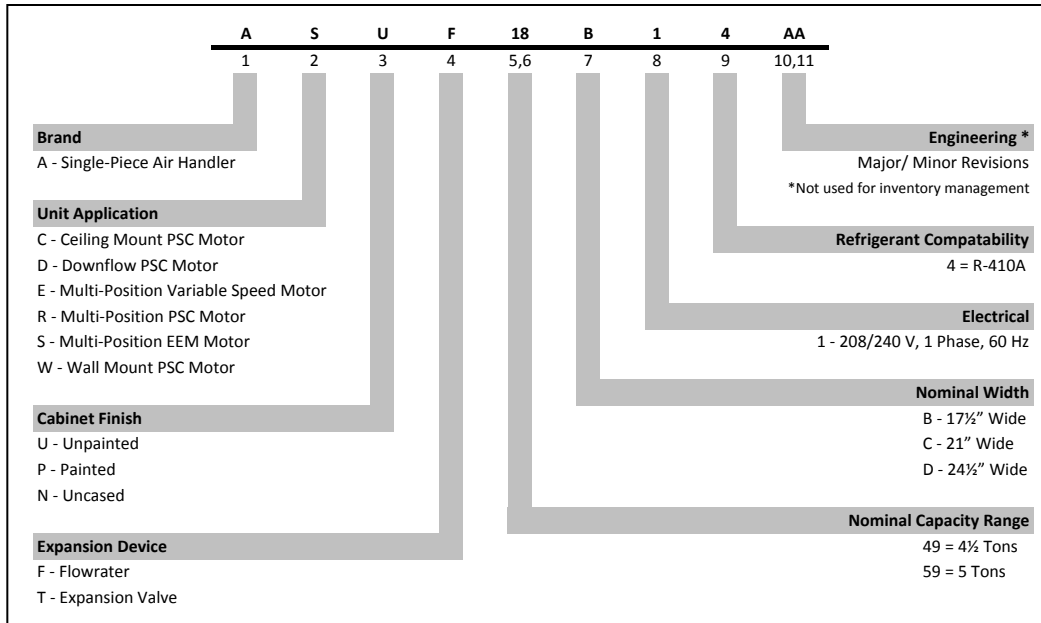 A S U F 18 B 1 4 AA
1 2 3 4 5,6 7 8 9 10,11
Brand
A - Single-Piece Air Handler
Unit Application
C - Ceiling Mount PSC Motor
D - Downflow PSC Motor
E - Multi-Position Variable Speed Motor
R - Multi-Position PSC Motor
S - Multi-Position EEM Motor
W - Wall Mount PSC Motor
Cabinet Finish
U - Unpainted
P - Painted
N - Uncased
Expansion Device
F - Flowrater
T - Expansion Valve
Engineering *
Major/ Minor Revisions
*Not used for inventory management
Refrigerant Compatability
4 = R-410A
Electrical
1 - 208/240 V, 1 Phase, 60 Hz
Nominal Width
B - 17½” Wide
C - 21” Wide
D - 24½” Wide
Nominal Capacity Range
49 = 4½ Tons
59 = 5 Tons